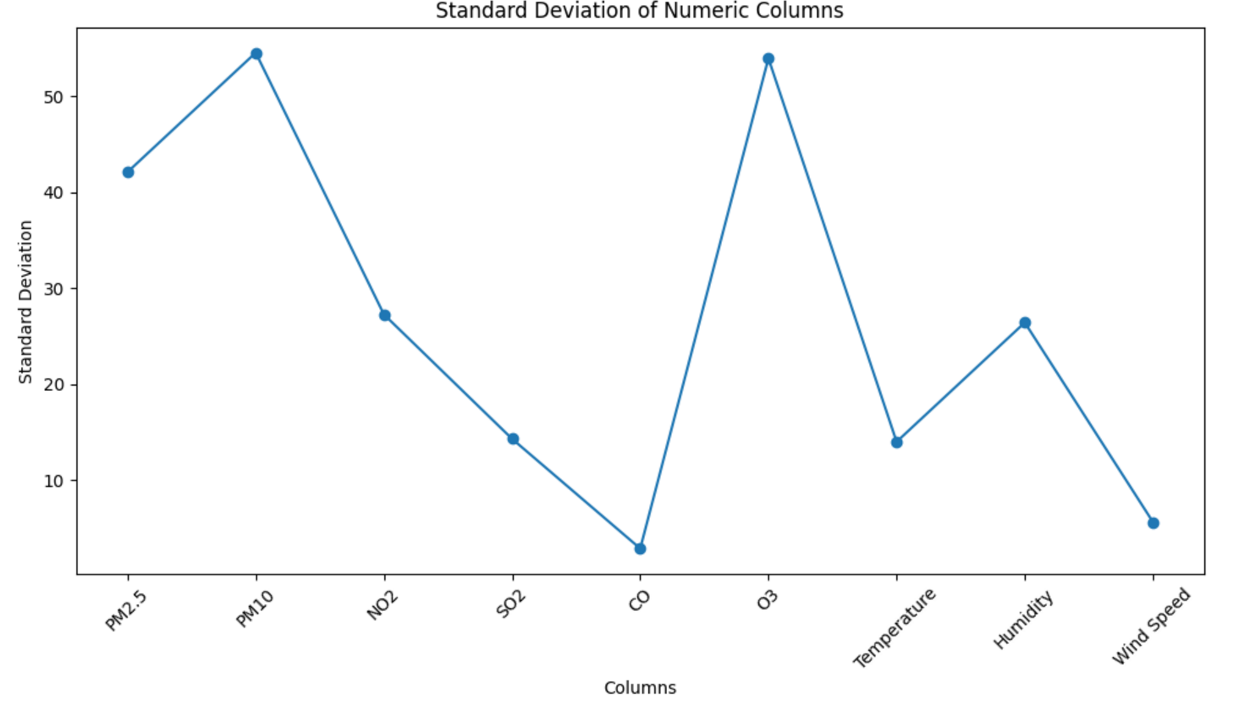 Standard Deviation of Numeric Columns
Standard Deviation
50
40
30
20
10
PM2.5
PM10
NO2
SO2
CO
O3
Temperature
Humidity
Wind Speed
Columns